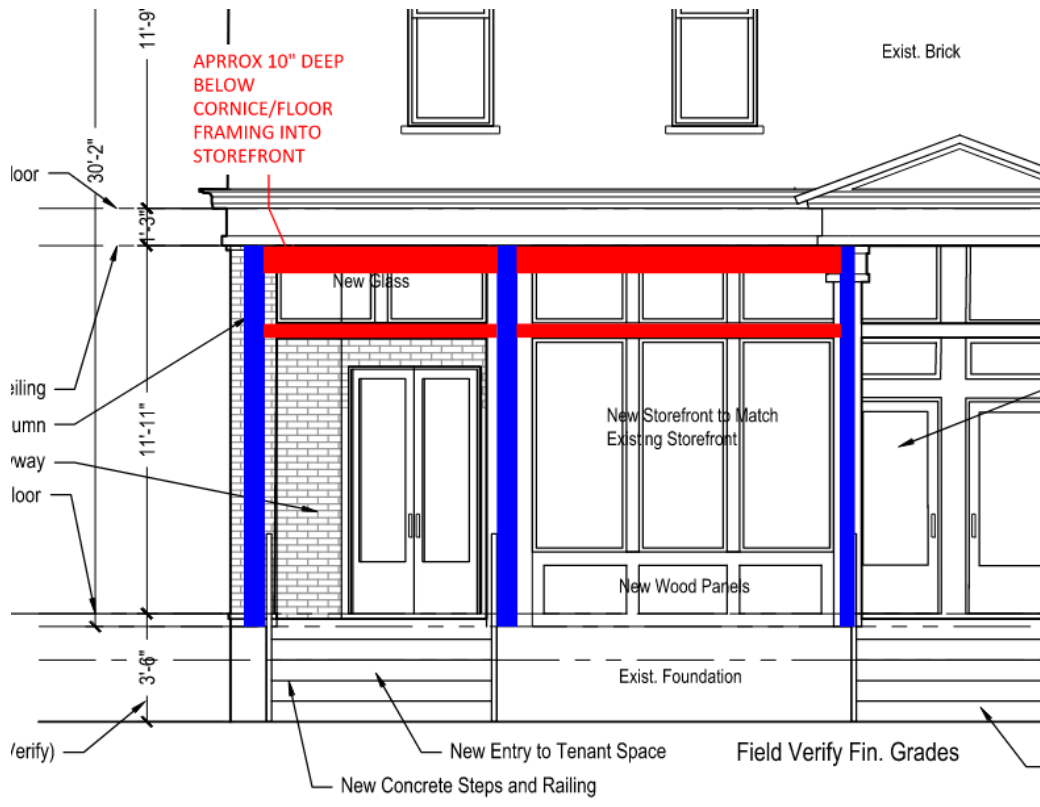 11'-9"
Exist. Brick
APRROX 10" DEEP
BELOW
CORNICE/FLOOR
FRAMING INTO
STOREFRONT
30'-2"
loor
1'-3"
New Glass
eiling
umn
11'-11"
New Storefront to Match
Existing Storefront
way
loor
New Wood Panels
3'-6"
Exist. Foundation
/erify)
New Entry to Tenant Space
Field Verify Fin. Grades
New Concrete Steps and Railing